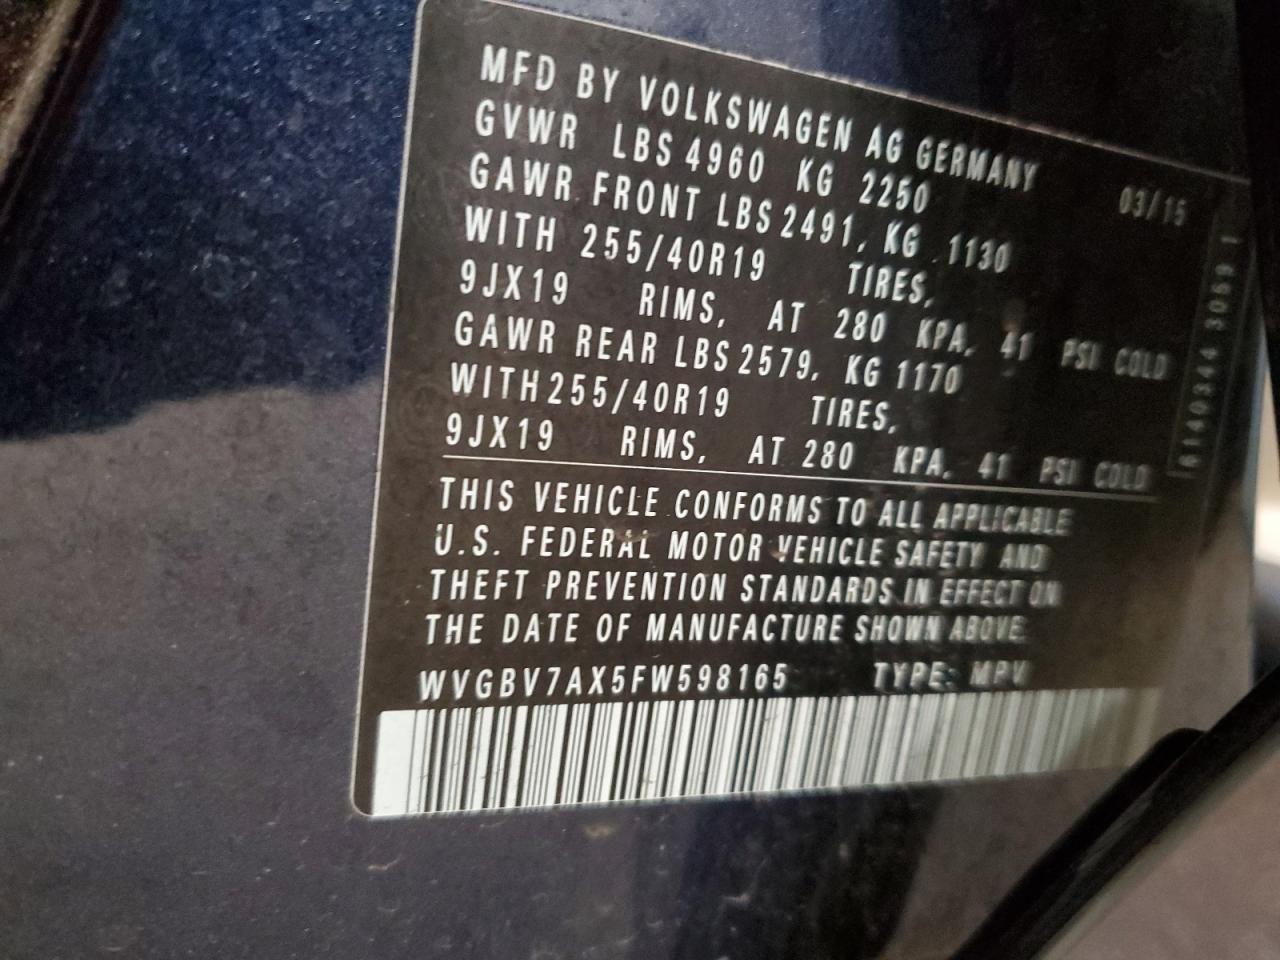 MFD BY VOLKSWAGEN AG GERMANY
03/15
GVWR LBS 4960 KG 2250
GAWR FRONT LBS 2491, KG 1130
WITH 255/40R19 TIRES,
9JX19 RIMS, AT 280 KPA, 41 PSI COLD
GAWR REAR LBS 2579, KG 1170
WITH 255/40R19 TIRES,
9JX19 RIMS, AT 280 KPA, 41 PSI COLD
THIS VEHICLE CONFORMS TO ALL APPLICABLE
U.S. FEDERAL MOTOR VEHICLE SAFETY AND
THEFT PREVENTION STANDARDS IN EFFECT ON
THE DATE OF MANUFACTURE SHOWN ABOVE.
WVGBV7AX5FW598165 TYPE: MPV